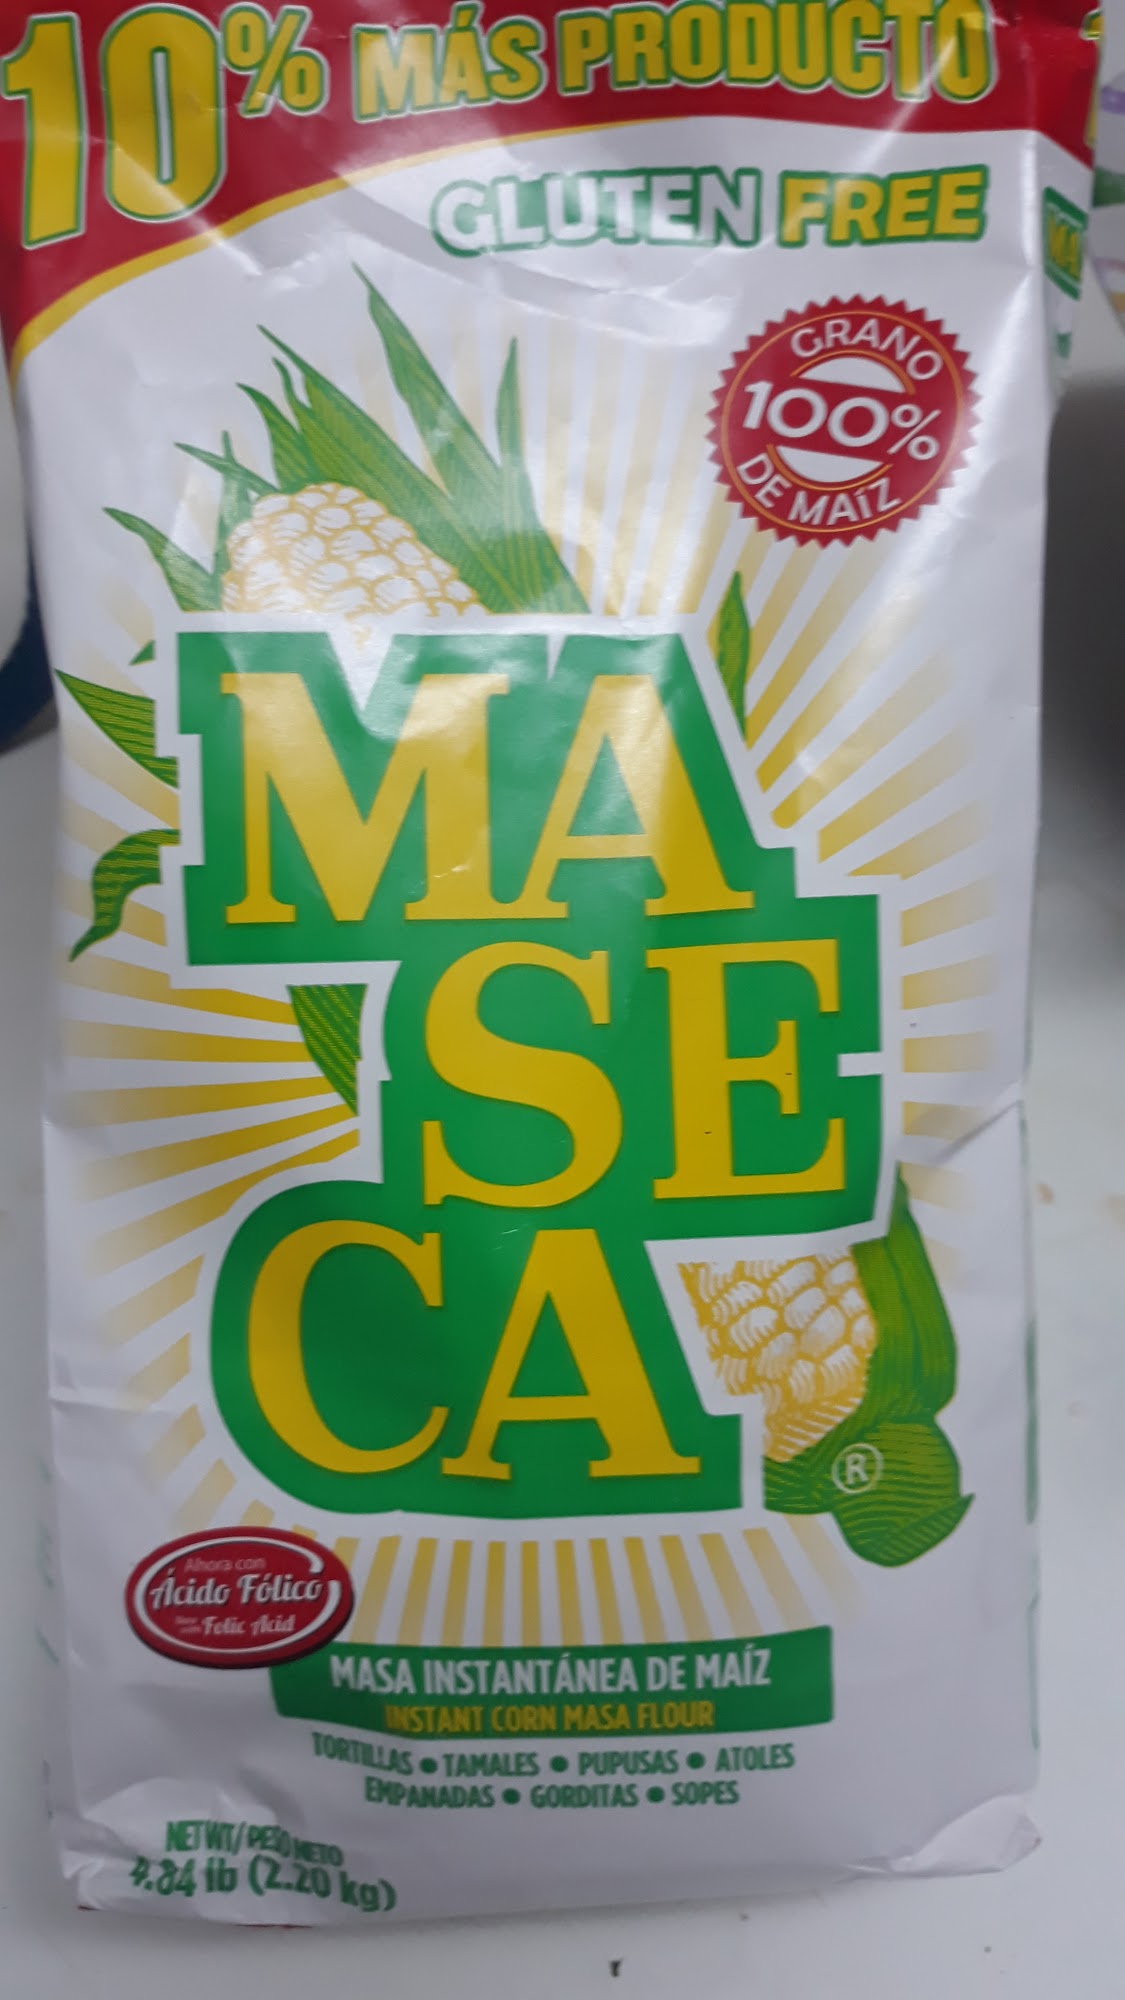 10% MÁS PRODUCTO
GLUTEN FREE
GRANO
100%
DE MAÍZ
MA
SE
CA
®
Ahora con
Ácido Fólico
Folic Acid
MASA INSTANTÁNEA DE MAÍZ
INSTANT CORN MASA FLOUR
TORTILLAS ● TAMALES ● PUPUSAS ● ATOLES
EMPANADAS ● GORDITAS ● SOPES
NET WT/PESO NETO
4.84 lb (2.20 kg)